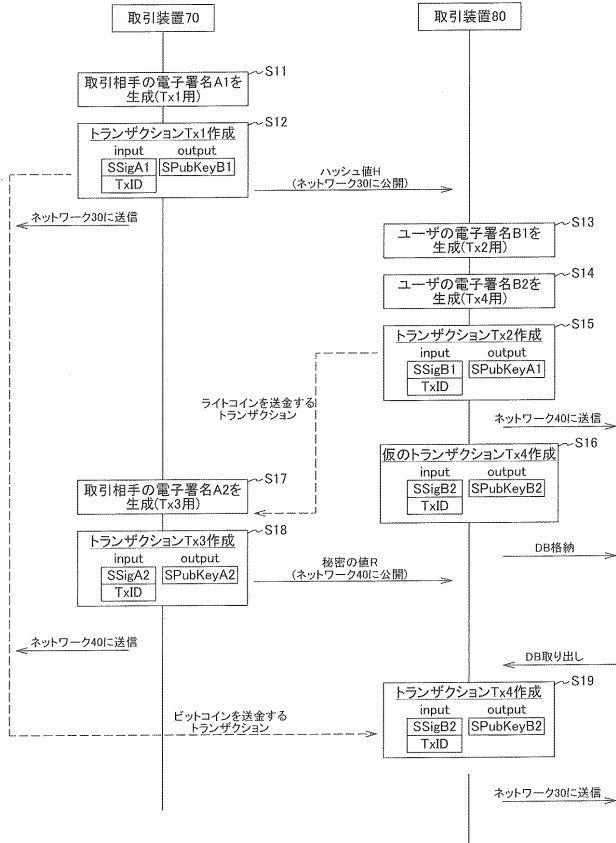 取引装置70
取引装置80
S11
取引相手の電子署名A1を
生成(Tx1用)
S12
トランザクションTx1作成
input output
SSigA1 SPubKeyB1
TxID
ハッシュ値H
(ネットワーク30に公開)
ネットワーク30に送信
S13
ユーザの電子署名B1を
生成(Tx2用)
S14
ユーザの電子署名B2を
生成(Tx4用)
S15
トランザクションTx2作成
input output
SSigB1 SPubKeyA1
TxID
ライトコインを送金する
トランザクション
ネットワーク40に送信
S16
仮のトランザクションTx4作成
input output
SSigB2 SPubKeyB2
TxID
S17
取引相手の電子署名A2を
生成(Tx3用)
S18
トランザクションTx3作成
input output
SSigA2 SPubKeyA2
TxID
DB格納
秘密の値R
(ネットワーク40に公開)
ネットワーク40に送信
DB取り出し
S19
トランザクションTx4作成
input output
SSigB2 SPubKeyB2
TxID
ビットコインを送金する
トランザクション
ネットワーク30に送信